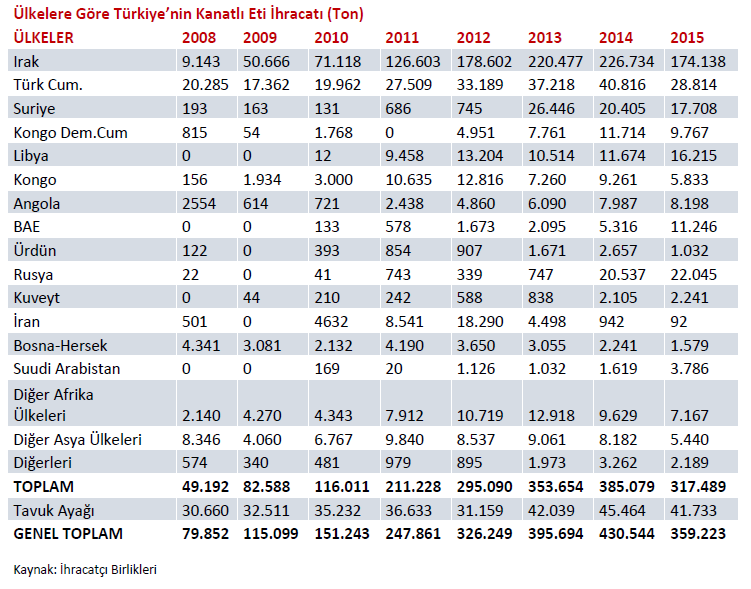 Ülkelere Göre Türkiye’nin Kanatlı Eti İhracatı (Ton)
ÜLKELER 2008 2009 2010 2011 2012 2013 2014 2015
Irak 9.143 50.666 71.118 126.603 178.602 220.477 226.734 174.138
Türk Cum. 20.285 17.362 19.962 27.509 33.189 37.218 40.816 28.814
Suriye 193 163 131 686 745 26.446 20.405 17.708
Kongo Dem.Cum 815 54 1.768 0 4.951 7.761 11.714 9.767
Libya 0 0 12 9.458 13.204 10.514 11.674 16.215
Kongo 156 1.934 3.000 10.635 12.816 7.260 9.261 5.833
Angola 2554 614 721 2.438 4.860 6.090 7.987 8.198
BAE 0 0 133 578 1.673 2.095 5.316 11.246
Ürdün 122 0 393 854 907 1.671 2.657 1.032
Rusya 22 0 41 743 339 747 20.537 22.045
Kuveyt 0 44 210 242 588 838 2.105 2.241
İran 501 0 4632 8.541 18.290 4.498 942 92
Bosna-Hersek 4.341 3.081 2.132 4.190 3.650 3.055 2.241 1.579
Suudi Arabistan 0 0 169 20 1.126 1.032 1.619 3.786
Diğer Afrika
Ülkeleri 2.140 4.270 4.343 7.912 10.719 12.918 9.629 7.167
Diğer Asya Ülkeleri 8.346 4.060 6.767 9.840 8.537 9.061 8.182 5.440
Diğerleri 574 340 481 979 895 1.973 3.262 2.189
TOPLAM 49.192 82.588 116.011 211.228 295.090 353.654 385.079 317.489
Tavuk Ayağı 30.660 32.511 35.232 36.633 31.159 42.039 45.464 41.733
GENEL TOPLAM 79.852 115.099 151.243 247.861 326.249 395.694 430.544 359.223
Kaynak: İhracatçı Birlikleri